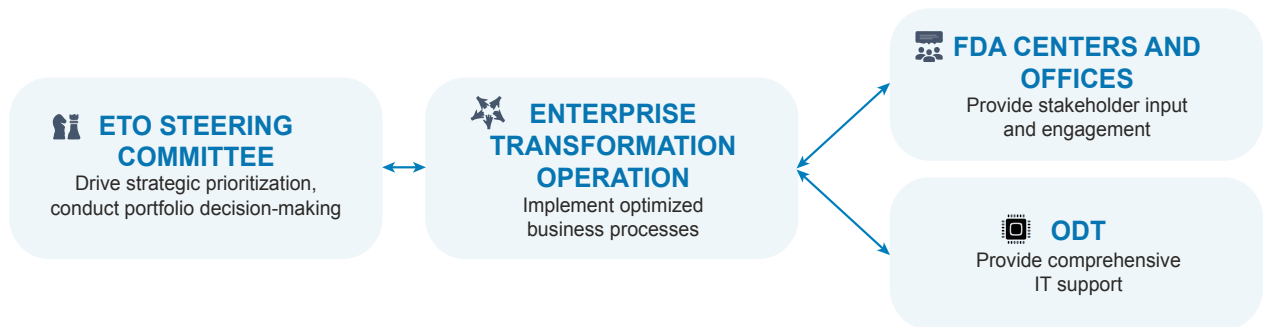 ETO STEERING
COMMITTEE
Drive strategic prioritization,
conduct portfolio decision-making
ENTERPRISE
TRANSFORMATION
OPERATION
Implement optimized
business processes
FDA CENTERS AND
OFFICES
Provide stakeholder input
and engagement
ODT
Provide comprehensive
IT support